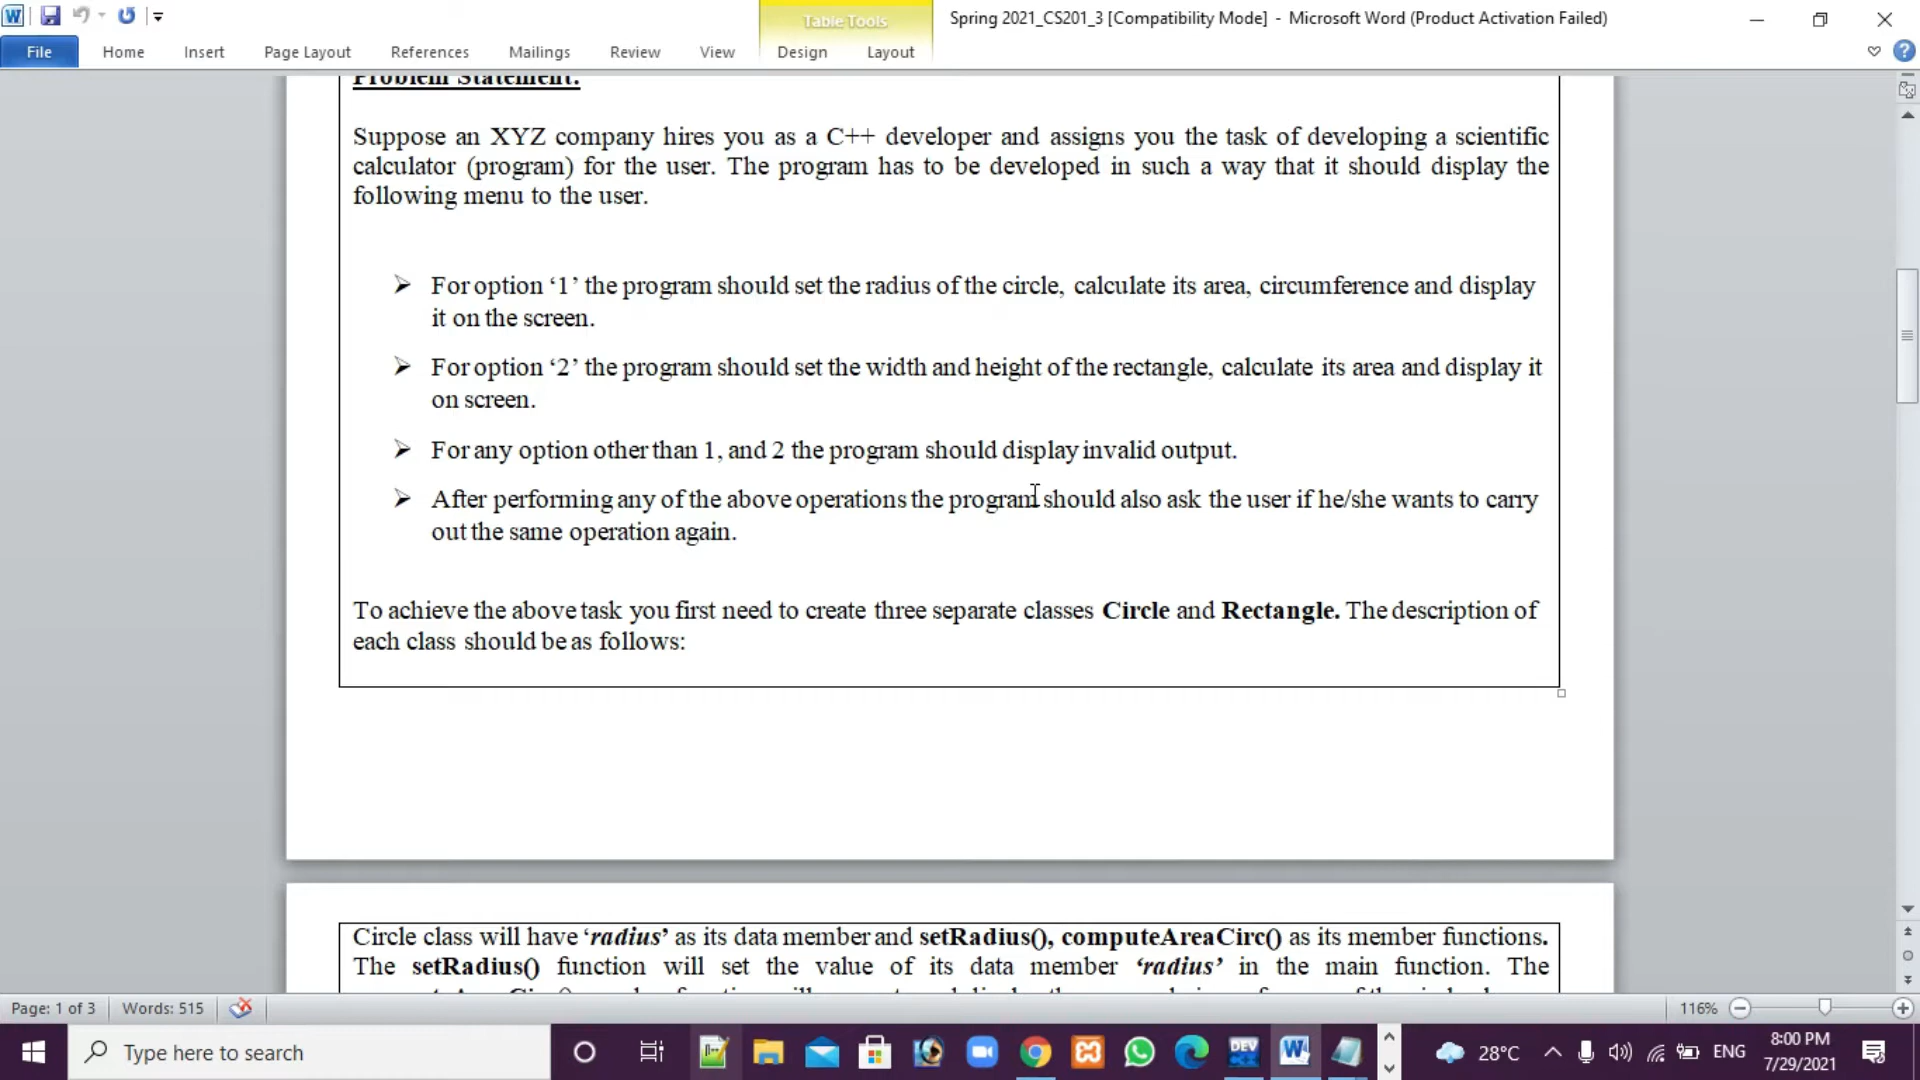 Table Tools
Spring 2021_CS201_3 [Compatibility Mode] - Microsoft Word (Product Activation Failed)
File Home Insert Page Layout References Mailings Review View Design Layout
Problem Statement:
Suppose an XYZ company hires you as a C++ developer and assigns you the task of developing a scientific
calculator (program) for the user. The program has to be developed in such a way that it should display the
following menu to the user.
For option ‘1’ the program should set the radius of the circle, calculate its area, circumference and display
it on the screen.
For option ‘2’ the program should set the width and height of the rectangle, calculate its area and display it
on screen.
For any option other than 1, and 2 the program should display invalid output.
After performing any of the above operations the program should also ask the user if he/she wants to carry
out the same operation again.
To achieve the above task you first need to create three separate classes Circle and Rectangle. The description of
each class should be as follows:
Circle class will have ‘radius’ as its data member and setRadius(), computeAreaCirc() as its member functions.
The setRadius() function will set the value of its data member ‘radius’ in the main function. The
Page: 1 of 3 Words: 515 116%
Type here to search
DEV
28°C ENG
8:00 PM
7/29/2021